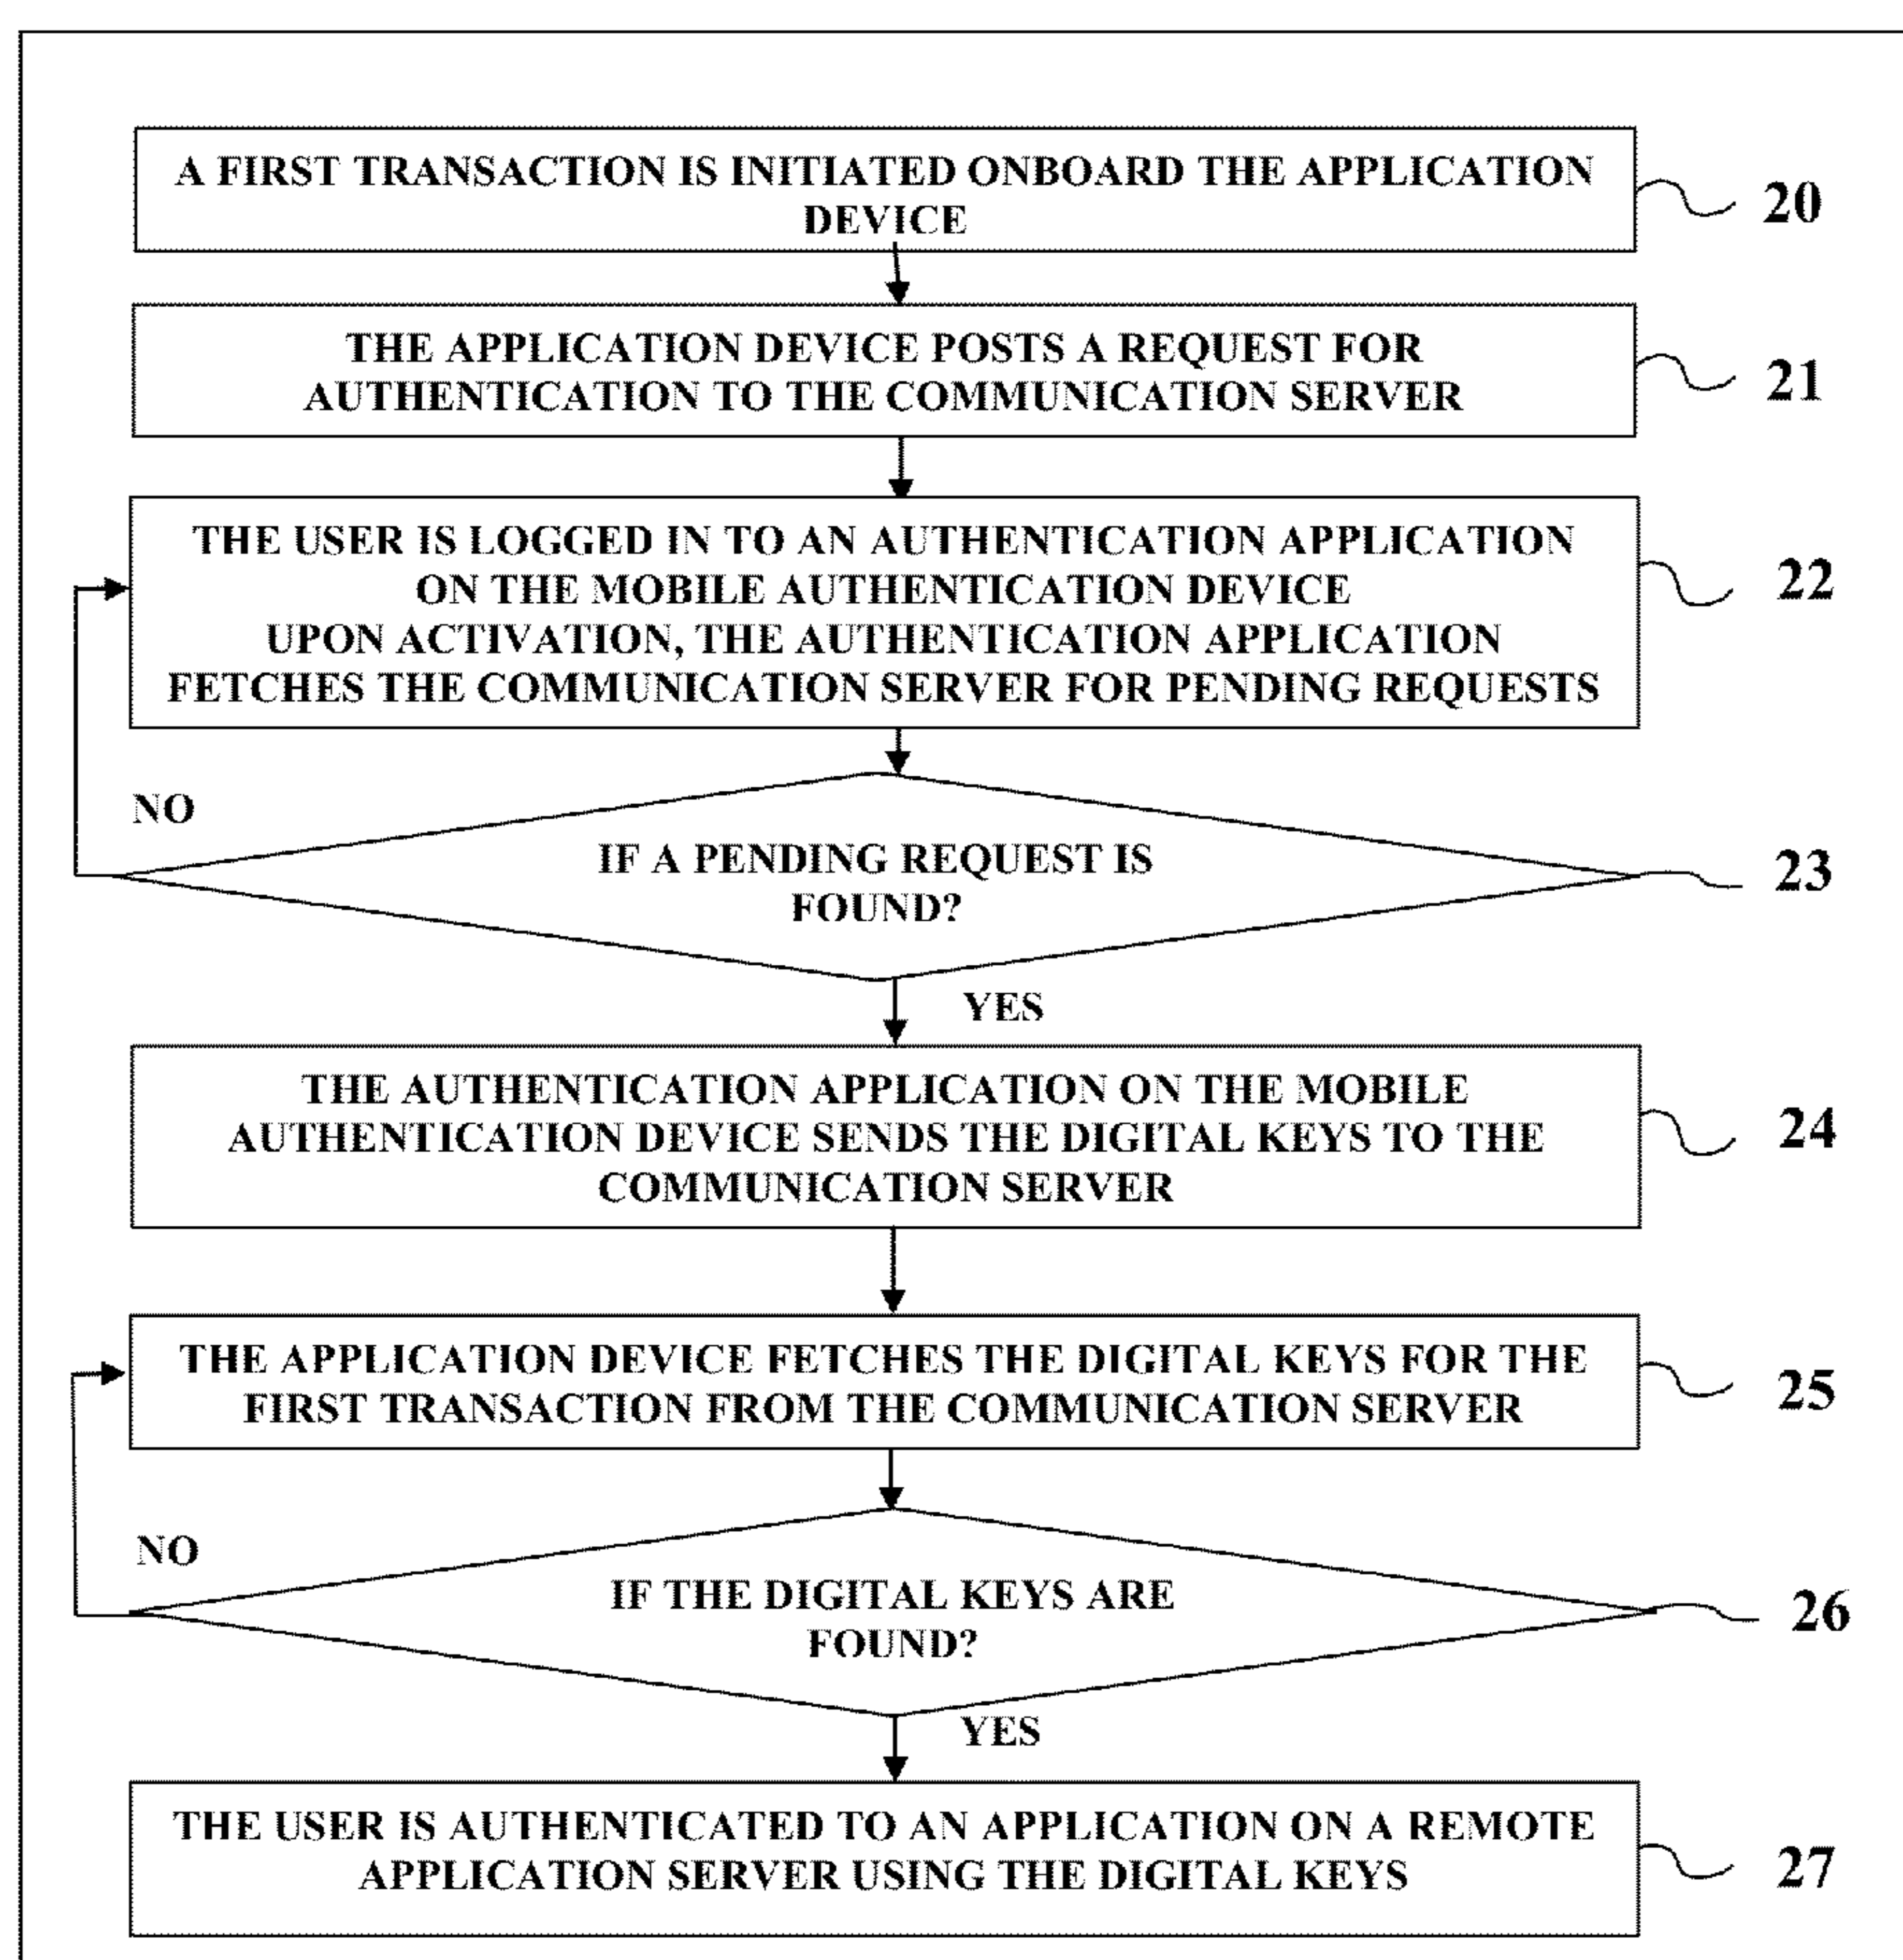 A FIRST TRANSACTION IS INITIATED ONBOARD THE APPLICATION
DEVICE
20
THE APPLICATION DEVICE POSTS A REQUEST FOR
AUTHENTICATION TO THE COMMUNICATION SERVER
21
THE USER IS LOGGED IN TO AN AUTHENTICATION APPLICATION
ON THE MOBILE AUTHENTICATION DEVICE
UPON ACTIVATION, THE AUTHENTICATION APPLICATION
FETCHES THE COMMUNICATION SERVER FOR PENDING REQUESTS
22
NO
IF A PENDING REQUEST IS
FOUND?
23
YES
THE AUTHENTICATION APPLICATION ON THE MOBILE
AUTHENTICATION DEVICE SENDS THE DIGITAL KEYS TO THE
COMMUNICATION SERVER
24
THE APPLICATION DEVICE FETCHES THE DIGITAL KEYS FOR THE
FIRST TRANSACTION FROM THE COMMUNICATION SERVER
25
NO
IF THE DIGITAL KEYS ARE
FOUND?
26
YES
THE USER IS AUTHENTICATED TO AN APPLICATION ON A REMOTE
APPLICATION SERVER USING THE DIGITAL KEYS
27